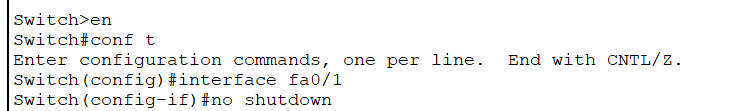 Switch>en
Switch#conf t
Enter configuration commands, one per line.  End with CNTL/Z.
Switch(config)#interface fa0/1
Switch(config-if)#no shutdown